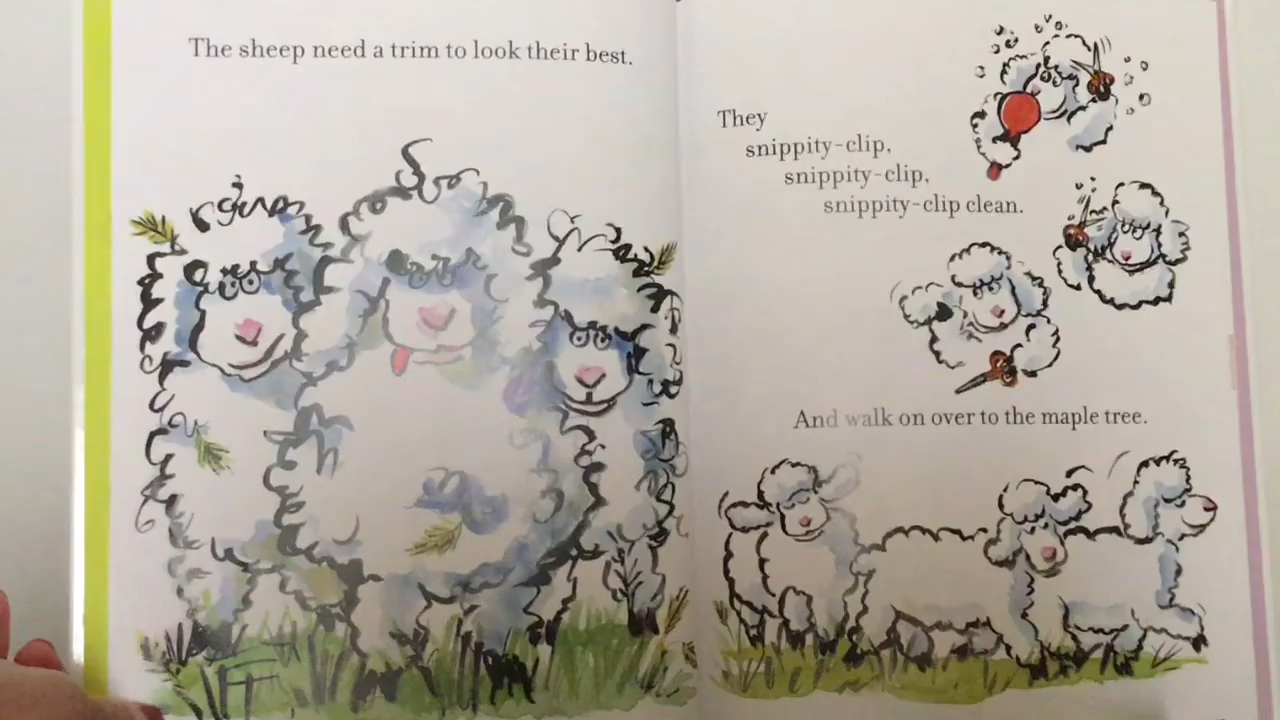 The sheep need a trim to look their best.
They
snippity-clip,
snippity-clip,
snippity-clip clean.
And walk on over to the maple tree.